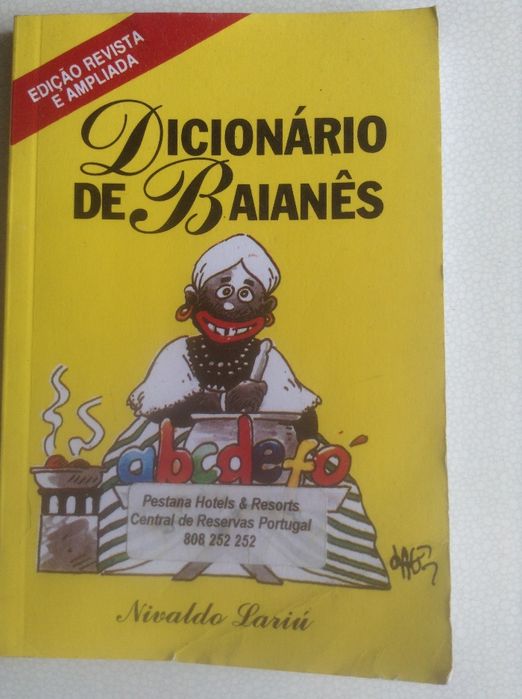 EDIÇÃO REVISTA
E AMPLIADA
DICIONÁRIO
DE BAIANÊS
abcdefó
Pestana Hotels & Resorts
Central de Reservas Portugal
808 252 252
Nivaldo Lariú